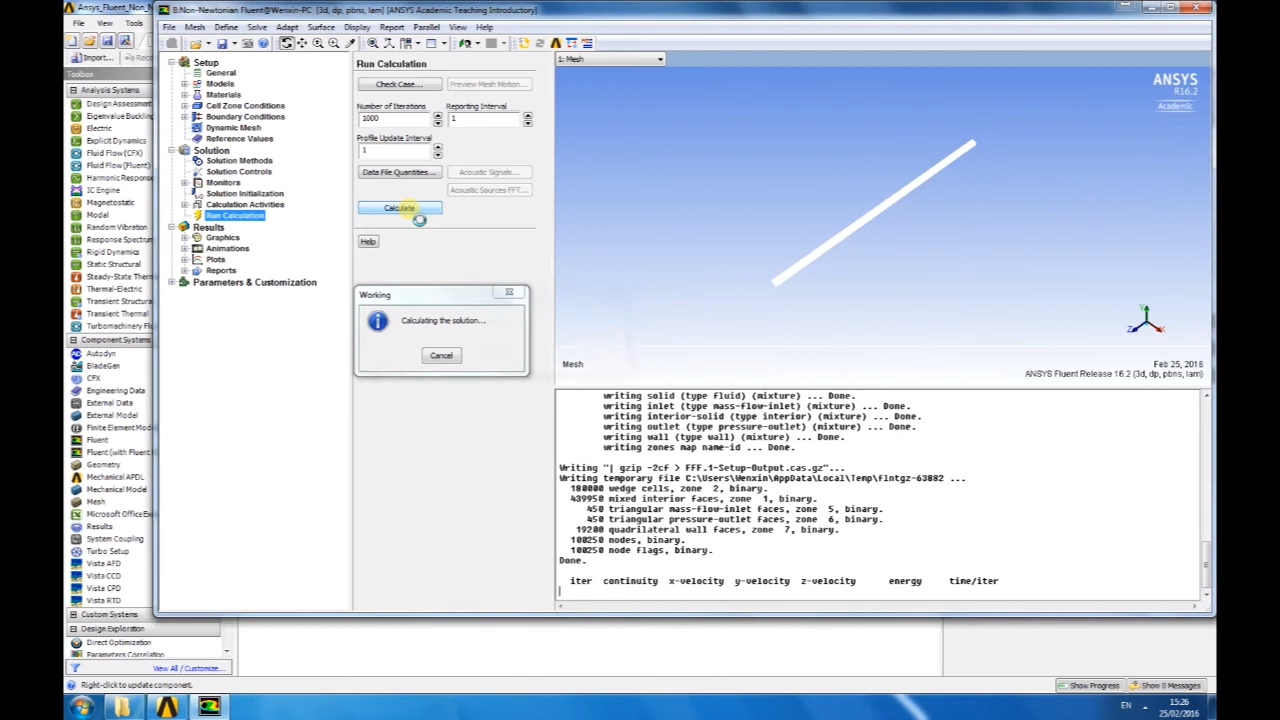 Ansys_Fluent_Non_N
B:Non-Newtonian Fluent@Wenxin-PC [3d, dp, pbns, lam] [ANSYS Academic Teaching Introductory]
File View
File Mesh Define Solve Adapt Surface Display Report Parallel View Help
View Tools
Import...
Toolbox
Analysis Systems
Design Assessment
Eigenvalue Buckling
Electric
Explicit Dynamics
Fluid Flow (CFX)
Fluid Flow (Fluent)
Harmonic Response
IC Engine
Magnetostatic
Modal
Random Vibration
Response Spectrum
Rigid Dynamics
Static Structural
Steady-State Therm
Thermal-Electric
Transient Structural
Transient Thermal
Turbomachinery Flu
Component Systems
Autodyn
BladeGen
CFX
Engineering Data
External Data
External Model
Finite Element Model
Fluent
Fluent (with Fluent
Geometry
Mechanical APDL
Mechanical Model
Mesh
Microsoft Office Exc
Results
System Coupling
Turbo Setup
Vista AFD
Vista CCD
Vista CPD
Vista RTD
Custom Systems
Design Exploration
Direct Optimization
Parameters Correlation
View All / Customize...
Setup
General
Models
Materials
Cell Zone Conditions
Boundary Conditions
Dynamic Mesh
Reference Values
Solution
Solution Methods
Solution Controls
Monitors
Solution Initialization
Calculation Activities
Run Calculation
Results
Graphics
Animations
Plots
Reports
Parameters & Customization
Run Calculation
Check Case... Preview Mesh Motion...
Number of Iterations Reporting Interval
1000 1
Profile Update Interval
1
Data File Quantities... Acoustic Signals...
Acoustic Sources FFT...
Calculate
Help
Working
Calculating the solution...
Cancel
1: Mesh
ANSYS
R16.2
Academic
Y
Z X
Mesh
Feb 25, 2016
ANSYS Fluent Release 16.2 (3d, dp, pbns, lam)
writing solid (type fluid) (mixture) ... Done.
writing inlet (type mass-flow-inlet) (mixture) ... Done.
writing interior-solid (type interior) (mixture) ... Done.
writing outlet (type pressure-outlet) (mixture) ... Done.
writing wall (type wall) (mixture) ... Done.
writing zones map name-id ... Done.
Writing "| gzip -2cf > FFF.1-Setup-Output.cas.gz"...
Writing temporary file C:\Users\Wenxin\AppData\Local\Temp\flntgz-63882 ...
180000 wedge cells, zone 2, binary.
439950 mixed interior faces, zone 1, binary.
450 triangular mass-flow-inlet faces, zone 5, binary.
450 triangular pressure-outlet faces, zone 6, binary.
19200 quadrilateral wall faces, zone 7, binary.
100250 nodes, binary.
100250 node flags, binary.
Done.
iter continuity x-velocity y-velocity z-velocity energy time/iter
Right-click to update component.
Show Progress Show 0 Messages
EN
15:26
25/02/2016